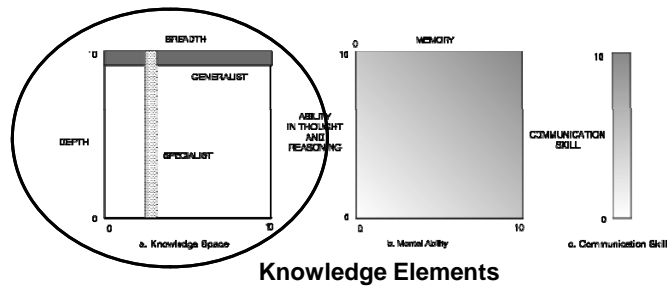 BREADTH
10
GENERALIST
DEPTH
SPECIALIST
0
0
10
a. Knowledge Space
0
MEMORY
10
ABILITY
IN THOUGHT
AND
REASONING
0
0
10
b. Mental Ability
10
COMMUNICATION
SKILL
0
c. Communication Skill
Knowledge Elements